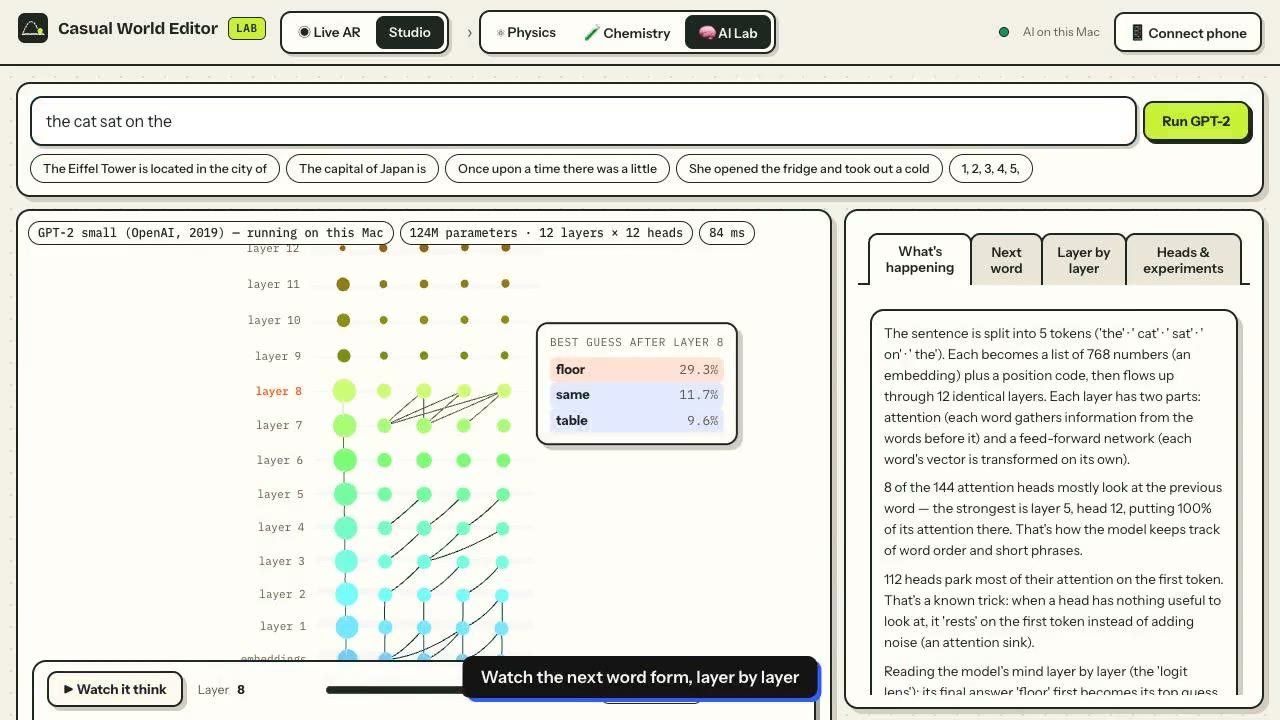 Casual World Editor LAB Live AR Studio › Physics Chemistry AI Lab AI on this Mac Connect phone
the cat sat on the Run GPT-2
The Eiffel Tower is located in the city of The capital of Japan is Once upon a time there was a little She opened the fridge and took out a cold 1, 2, 3, 4, 5,
GPT-2 small (OpenAI, 2019) — running on this Mac 124M parameters · 12 layers × 12 heads 84 ms
layer 12
layer 11
layer 10
layer 9
layer 8
layer 7
layer 6
layer 5
layer 4
layer 3
layer 2
layer 1
embeddings
BEST GUESS AFTER LAYER 8
floor 29.3%
same 11.7%
table 9.6%
Watch it think Layer 8
Watch the next word form, layer by layer
What's happening
Next word
Layer by layer
Heads & experiments
The sentence is split into 5 tokens ('the' · ' cat' · ' sat' · '
on' · ' the'). Each becomes a list of 768 numbers (an
embedding) plus a position code, then flows up
through 12 identical layers. Each layer has two parts:
attention (each word gathers information from the
words before it) and a feed-forward network (each
word's vector is transformed on its own).
8 of the 144 attention heads mostly look at the previous
word — the strongest is layer 5, head 12, putting 100%
of its attention there. That's how the model keeps track
of word order and short phrases.
112 heads park most of their attention on the first token.
That's a known trick: when a head has nothing useful to
look at, it 'rests' on the first token instead of adding
noise (an attention sink).
Reading the model's mind layer by layer (the 'logit
lens'): its final answer 'floor' first becomes its top guess